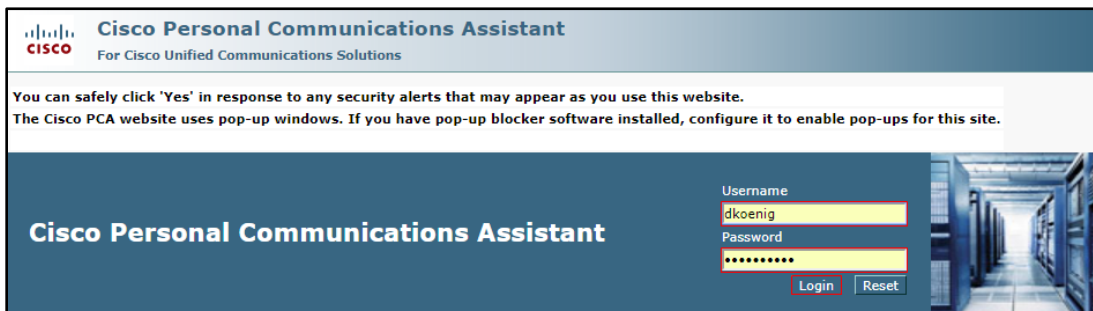 CISCO
Cisco Personal Communications Assistant
For Cisco Unified Communications Solutions
You can safely click 'Yes' in response to any security alerts that may appear as you use this website.
The Cisco PCA website uses pop-up windows. If you have pop-up blocker software installed, configure it to enable pop-ups for this site.
Cisco Personal Communications Assistant
Username
dkoenig
Password
••••••••••
Login Reset